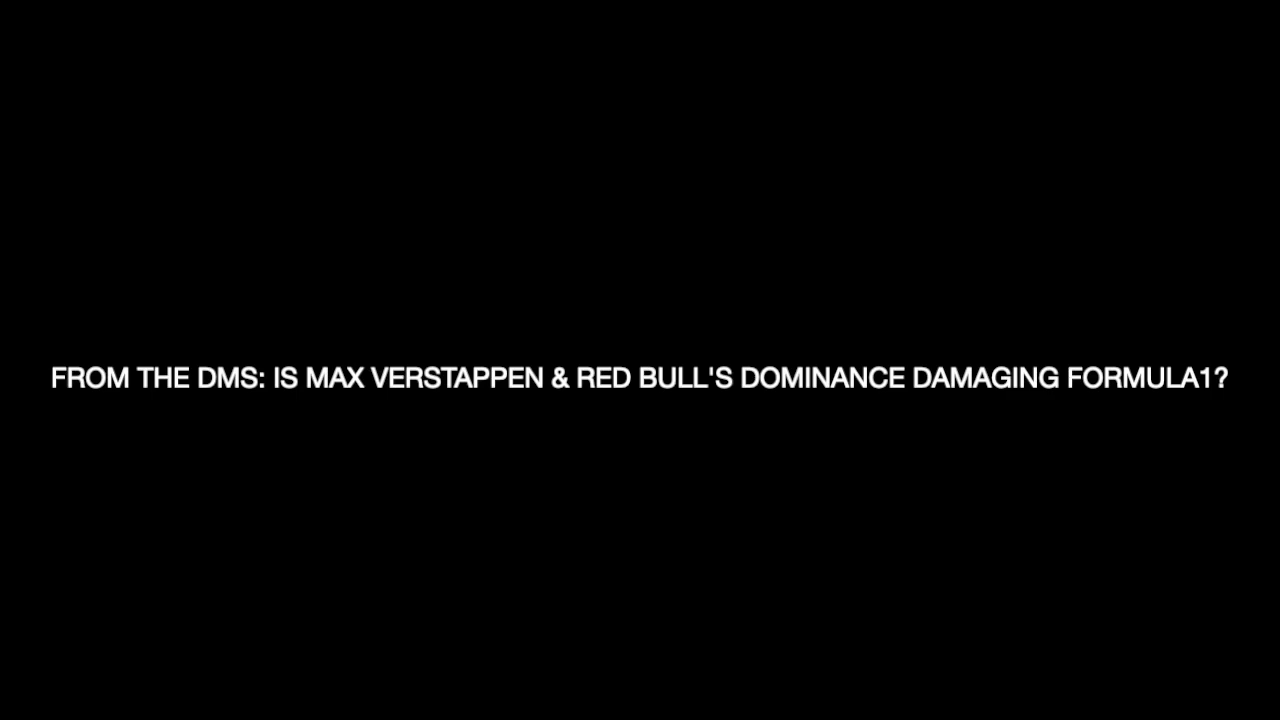 FROM THE DMS: IS MAX VERSTAPPEN & RED BULL'S DOMINANCE DAMAGING FORMULA1?